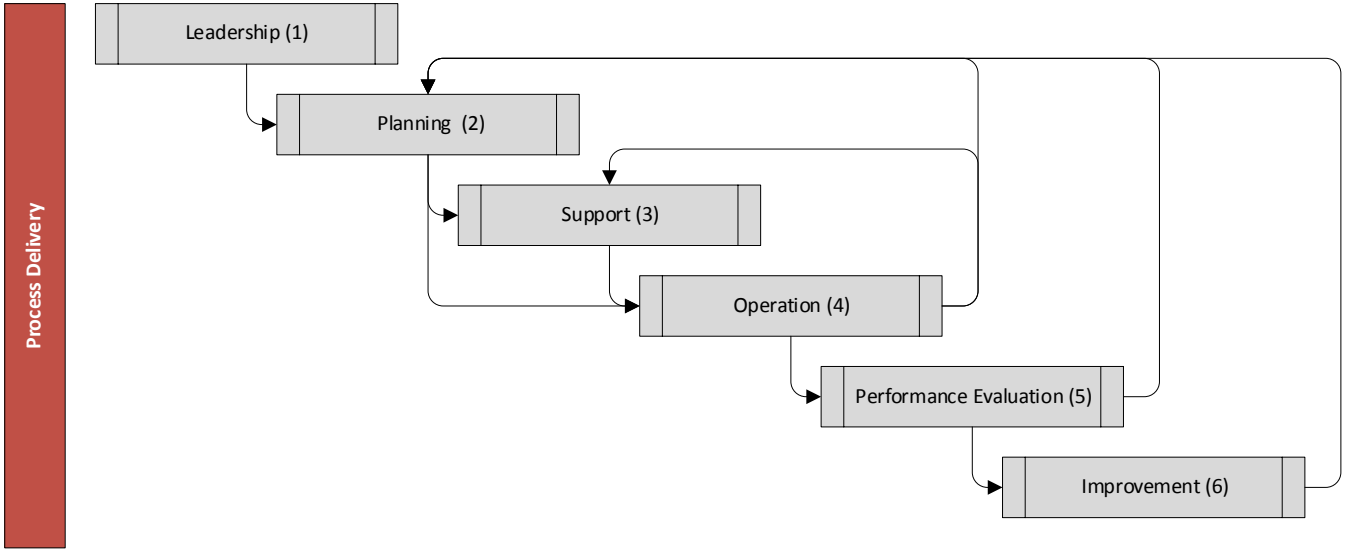 Process Delivery
Leadership (1)
Planning  (2)
Support (3)
Operation (4)
Performance Evaluation (5)
Improvement (6)